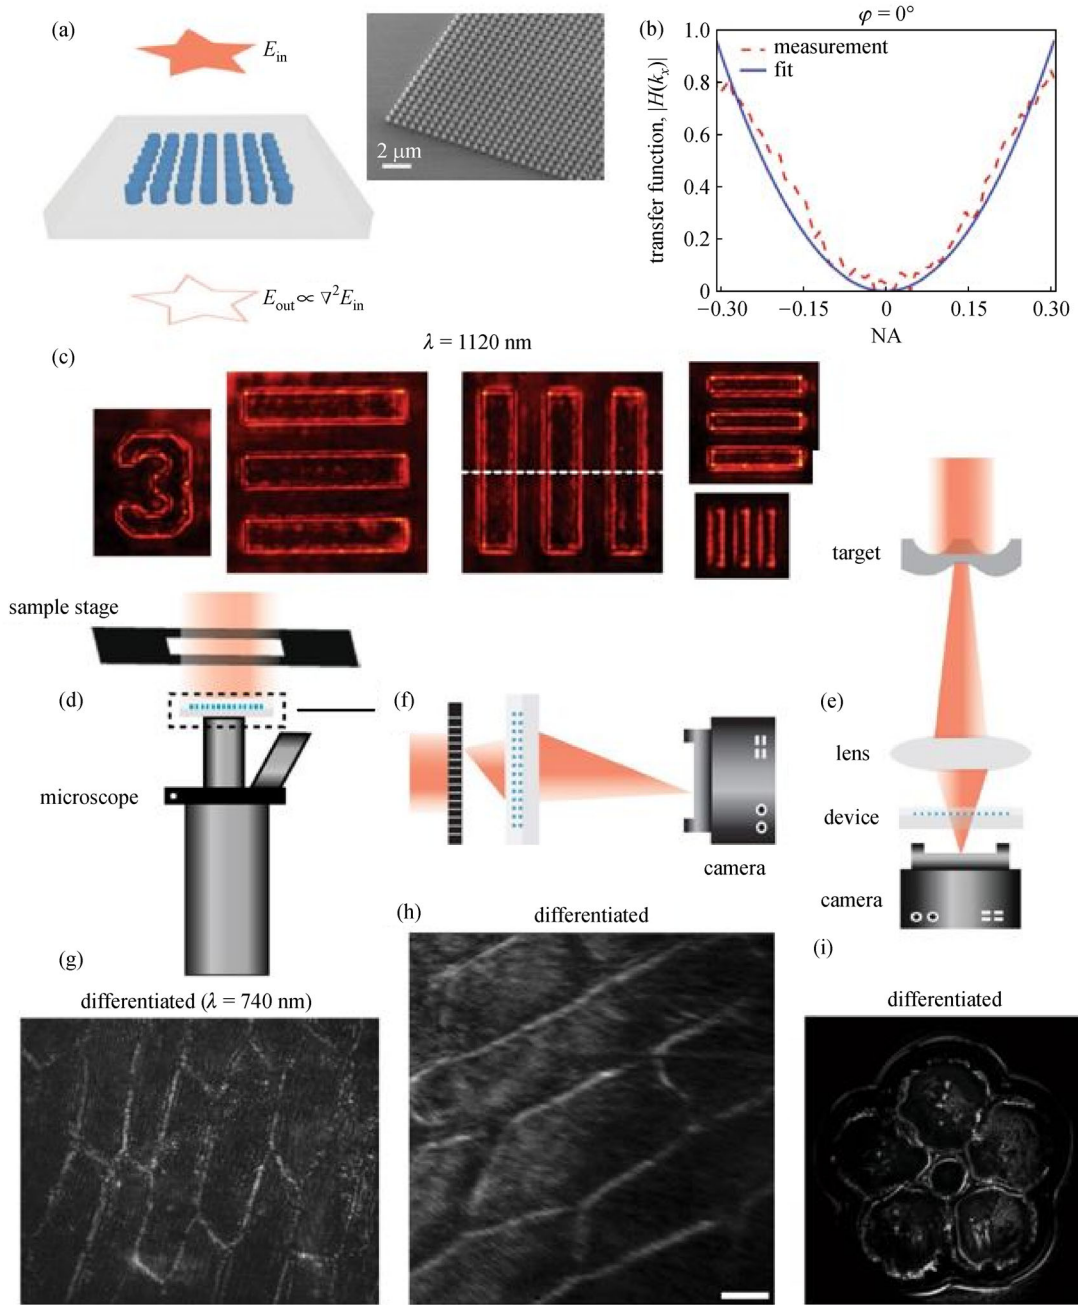 (a)
E_in
2 μm
E_out ∝ ∇²E_in
(b)
φ = 0°
measurement
fit
transfer function, |H(k_x)|
1.0
0.8
0.6
0.4
0.2
0
−0.30
−0.15
0
0.15
0.30
NA
(c)
λ = 1120 nm
3
sample stage
(d)
microscope
(f)
camera
target
(e)
lens
device
camera
(g)
differentiated (λ = 740 nm)
(h)
differentiated
(i)
differentiated